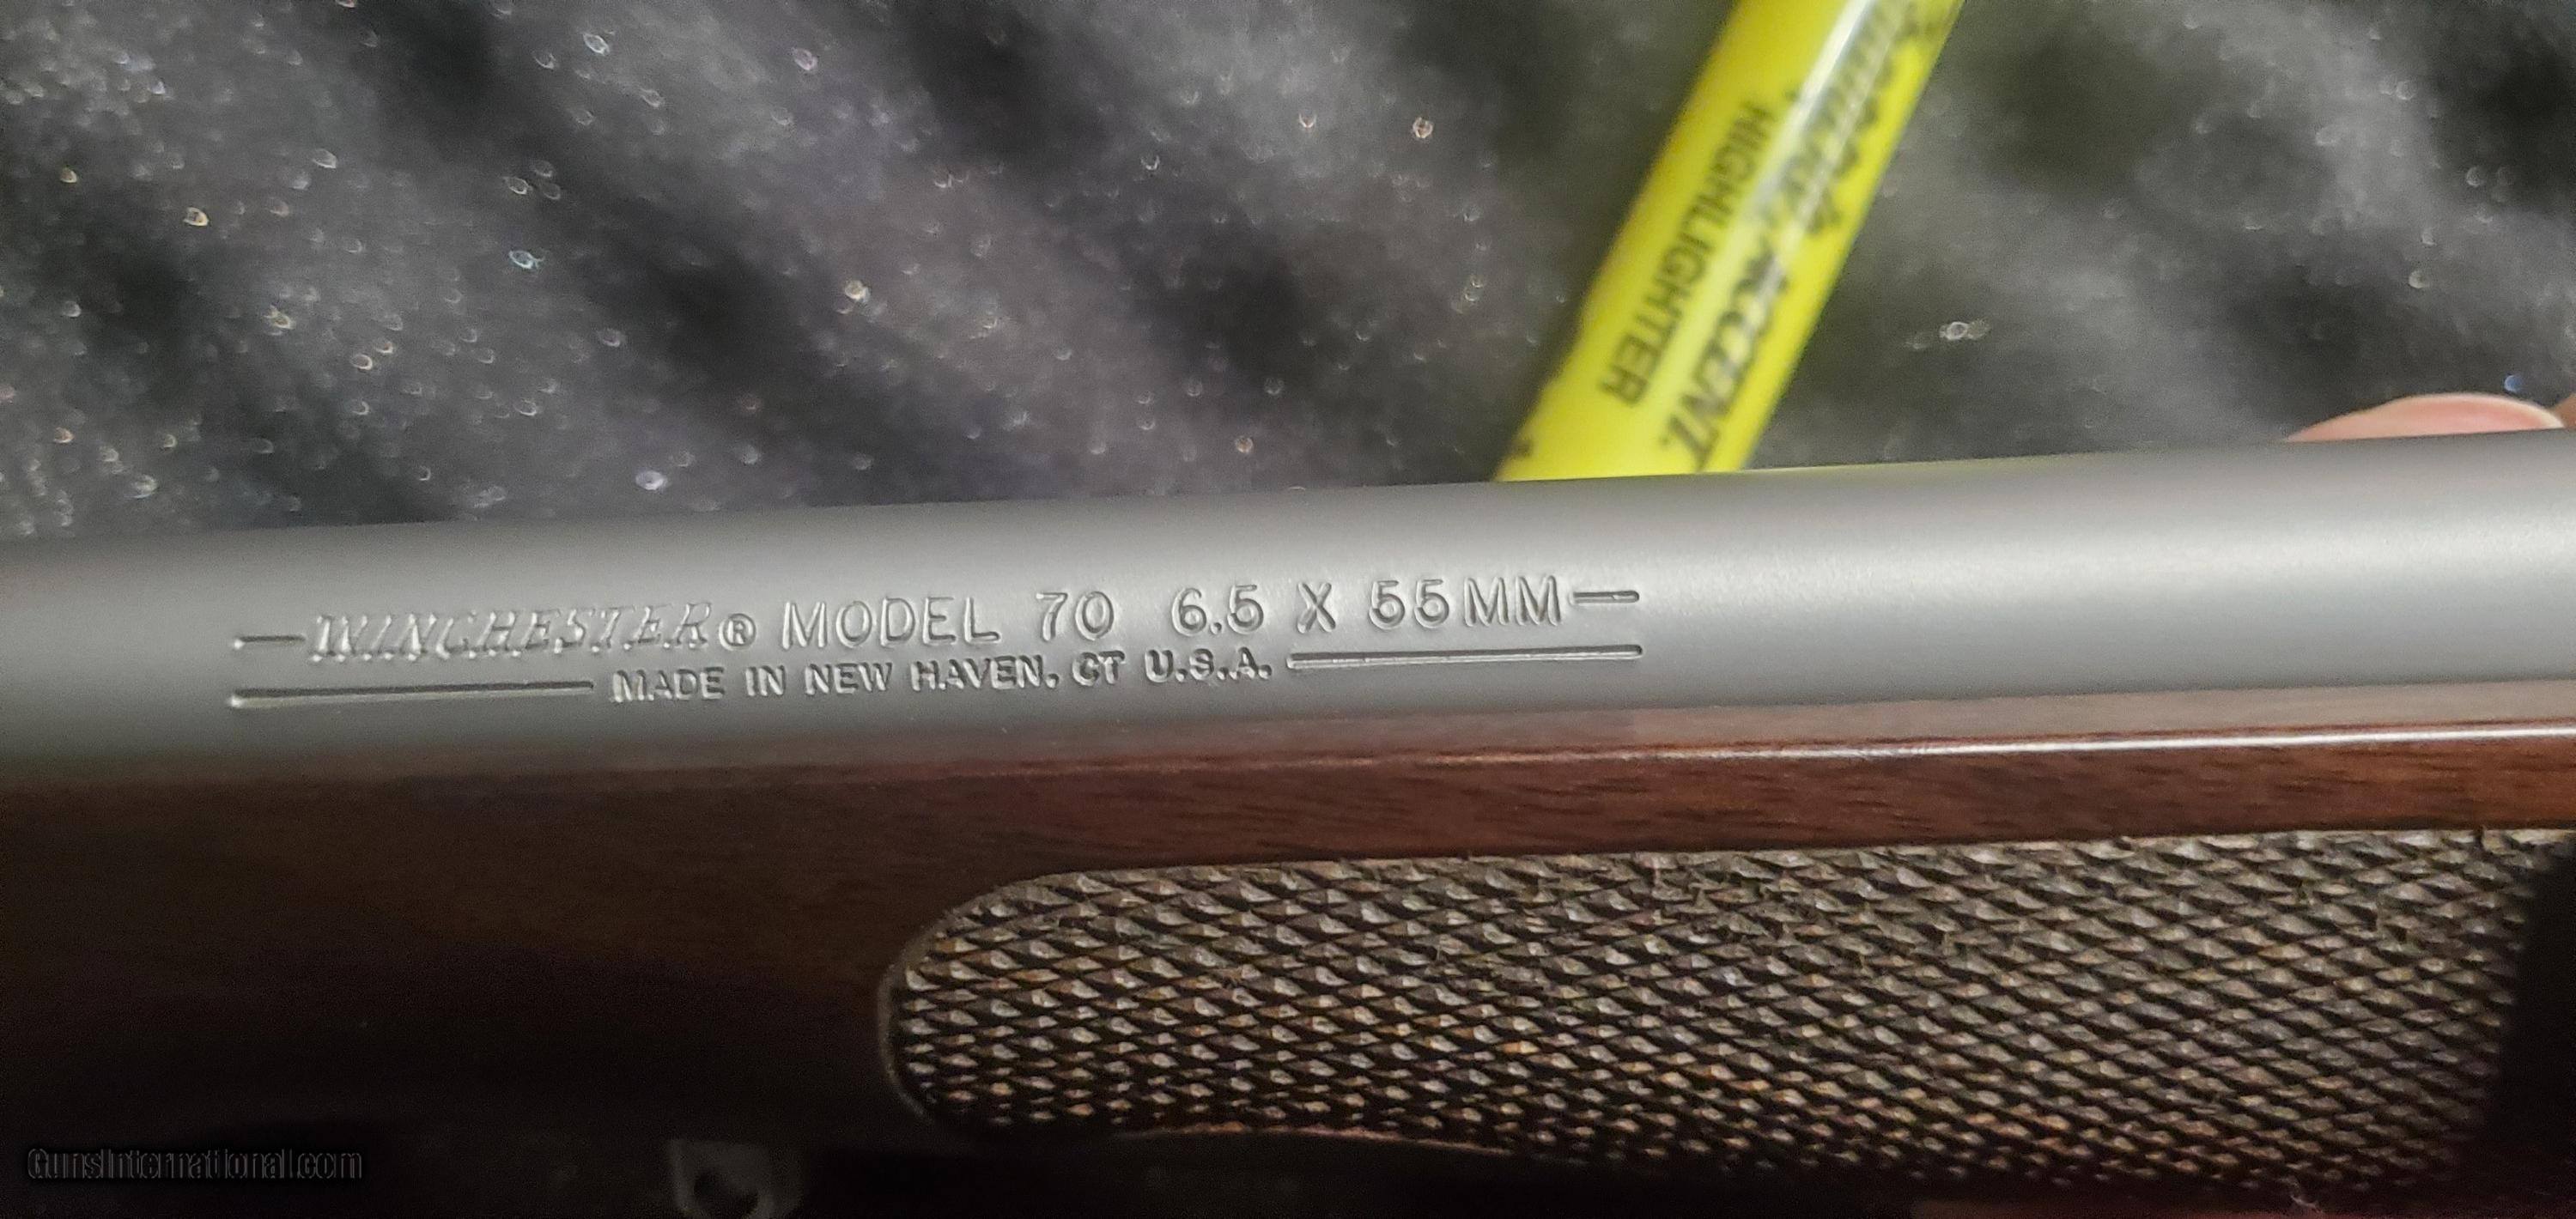 HIGHLIGHTER
ACCENT.
WINCHESTER® MODEL 70 6.5 X 55MM
MADE IN NEW HAVEN, CT U.S.A.
GunsInternational.com